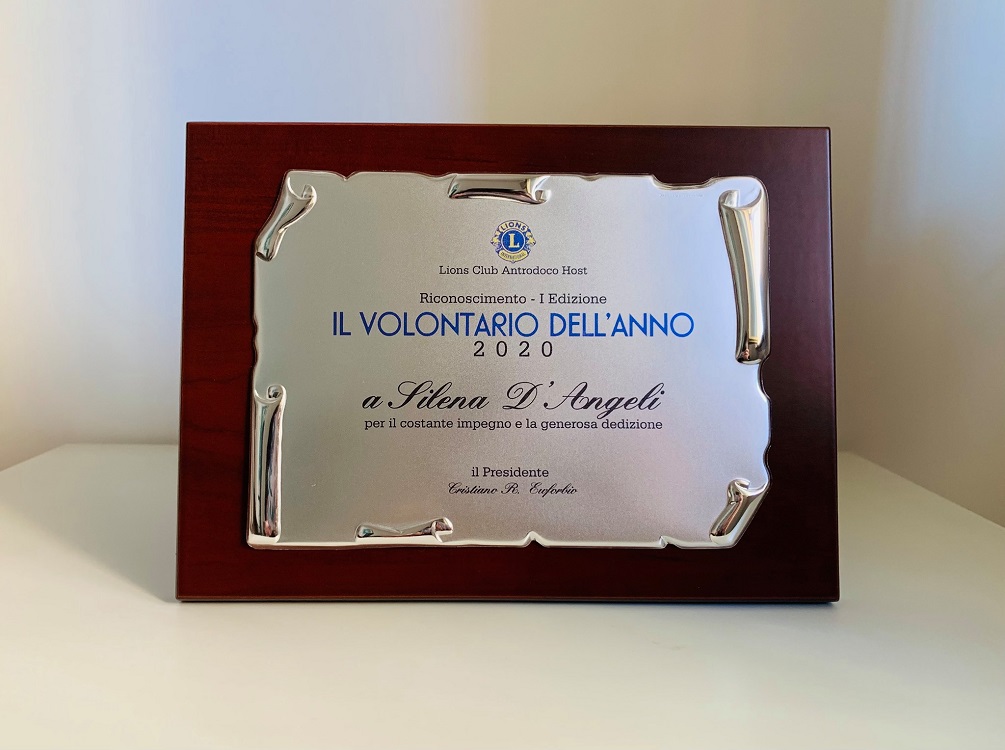 LIONS
L
Lions Club Antrodoco Host
Riconoscimento - I Edizione
IL VOLONTARIO DELL'ANNO
2020
a Silena D'Angeli
per il costante impegno e la generosa dedizione
il Presidente
Cristiano R. Euforbio